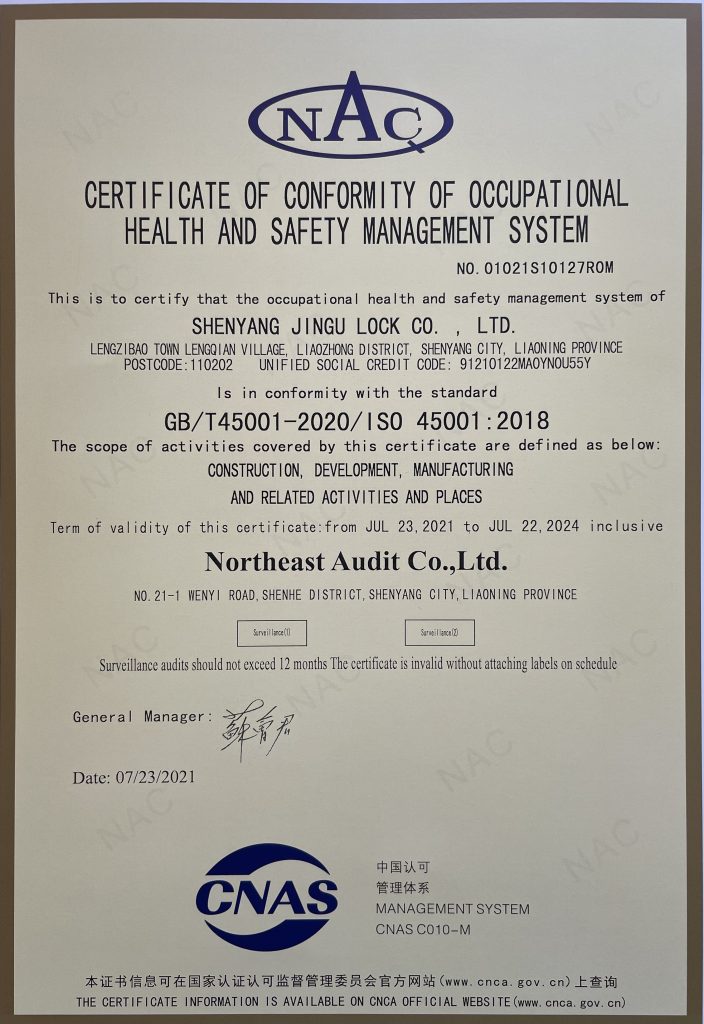 NAC
CERTIFICATE OF CONFORMITY OF OCCUPATIONAL
HEALTH AND SAFETY MANAGEMENT SYSTEM
NO. 01021S10127ROM
This is to certify that the occupational health and safety management system of
SHENYANG JINGU LOCK CO. , LTD.
LENGZIBAO TOWN LENGQIAN VILLAGE, LIAOZHONG DISTRICT, SHENYANG CITY, LIAONING PROVINCE
POSTCODE:110202 UNIFIED SOCIAL CREDIT CODE: 91210122MAOYNOU55Y
Is in conformity with the standard
GB/T45001-2020/ISO 45001:2018
The scope of activities covered by this certificate are defined as below:
CONSTRUCTION, DEVELOPMENT, MANUFACTURING
AND RELATED ACTIVITIES AND PLACES
Term of validity of this certificate:from JUL 23,2021 to JUL 22,2024 inclusive
Northeast Audit Co.,Ltd.
NO.21-1 WENYI ROAD,SHENHE DISTRICT,SHENYANG CITY,LIAONING PROVINCE
Surveillance(1) Surveillance(2)
Surveillance audits should not exceed 12 months The certificate is invalid without attaching labels on schedule
General Manager:
Date: 07/23/2021
CNAS
中国认可
管理体系
MANAGEMENT SYSTEM
CNAS C010-M
本证书信息可在国家认证认可监督管理委员会官方网站(www.cnca.gov.cn)上查询
THE CERTIFICATE INFORMATION IS AVAILABLE ON CNCA OFFICIAL WEBSITE(www.cnca.gov.cn)